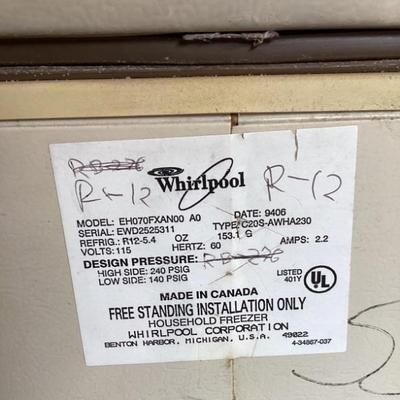 R-12 Whirlpool R-12
MODEL: EH070FXAN00 A0 DATE: 9406
SERIAL: EWD2525311 TYPE: C20S-AWHA230
REFRIG.: R12-5.4 OZ 153.1 G
VOLTS: 115 HERTZ: 60 AMPS: 2.2
DESIGN PRESSURE:
HIGH SIDE: 240 PSIG
LOW SIDE: 140 PSIG
LISTED
401Y
UL
MADE IN CANADA
FREE STANDING INSTALLATION ONLY
HOUSEHOLD FREEZER
WHIRLPOOL CORPORATION
BENTON HARBOR, MICHIGAN, U.S.A. 49022
4-34867-037